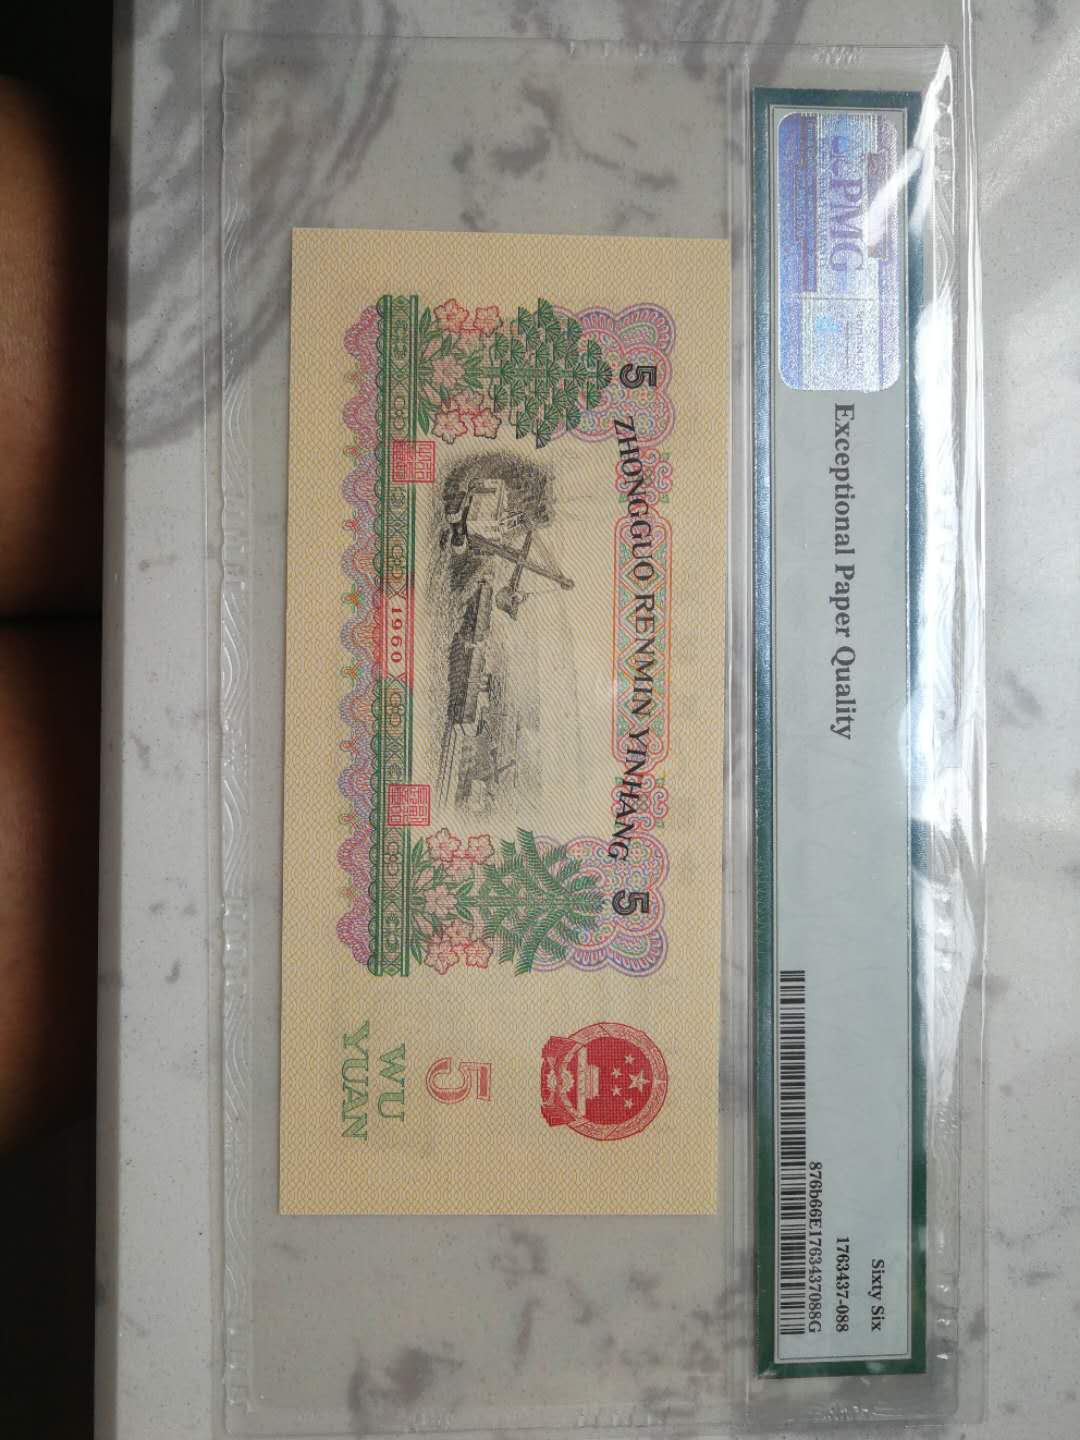 PMG
Exceptional Paper Quality
Sixty Six
1763437-088
876b66E1763437088G
5 ZHONGGUO RENMIN YINHANG 5
5
WU
YUAN
1960